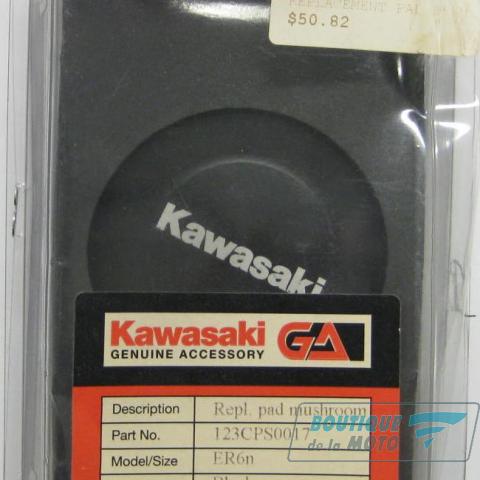 REPLACEMENT PAD
$50.82
Kawasaki
Kawasaki GA
GENUINE ACCESSORY
Description Repl. pad mushroom
Part No. 123CPS0017
Model/Size ER6n
BOUTIQUE
de la MOTO